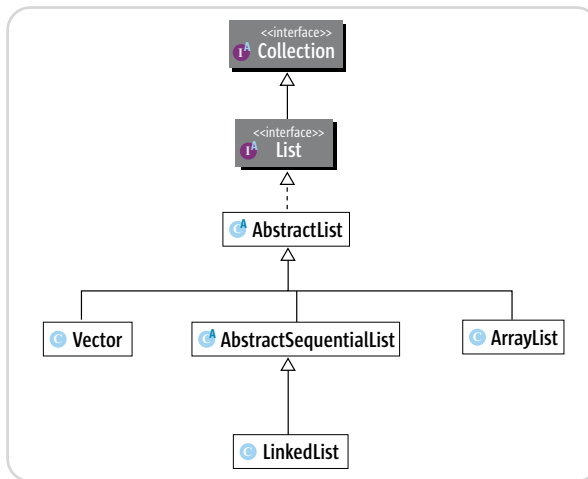 <<interface>>
I A Collection
<<interface>>
I A List
C A AbstractList
C Vector
C A AbstractSequentialList
C ArrayList
C LinkedList